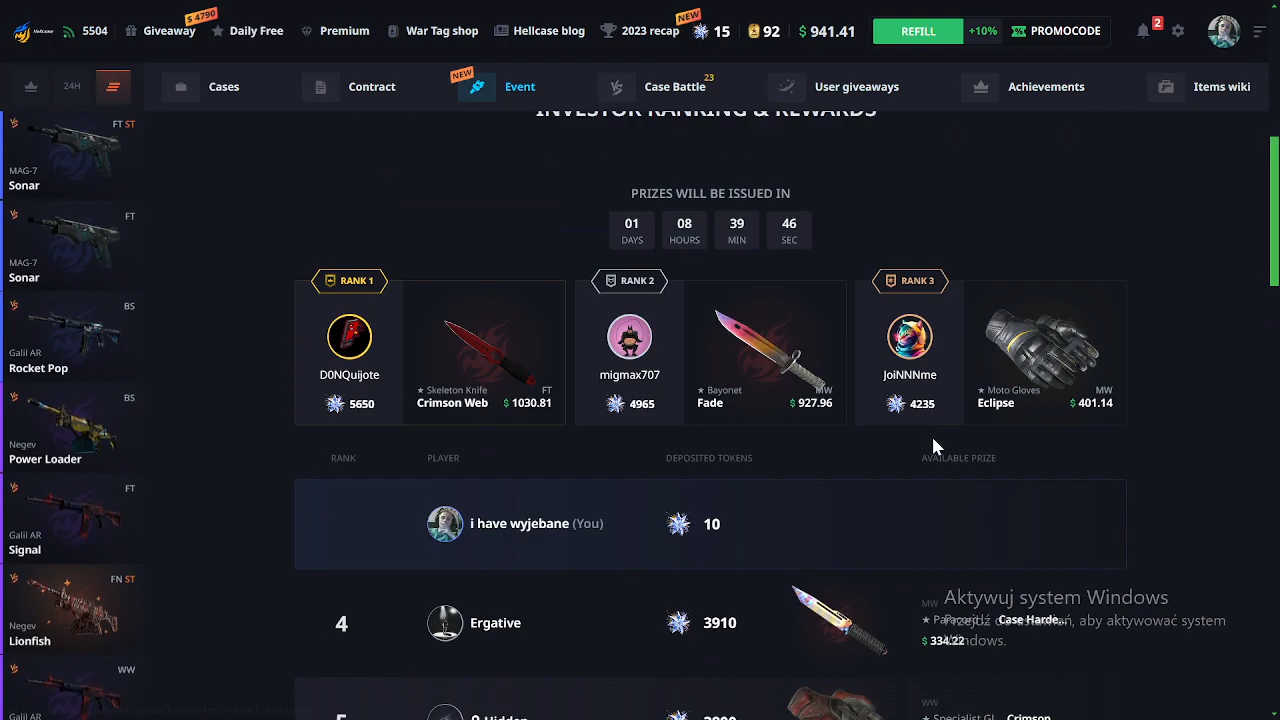 $ 4790
NEW
Hellcase
5504
Giveaway
Daily Free
Premium
War Tag shop
Hellcase blog
2023 recap
15
92
$ 941.41
REFILL
+10%
PROMOCODE
2
24H
Cases
Contract
NEW
Event
Case Battle
23
User giveaways
Achievements
Items wiki
FT ST
MAG-7
Sonar
FT
MAG-7
Sonar
BS
Galil AR
Rocket Pop
BS
Negev
Power Loader
FT
Galil AR
Signal
FN ST
Negev
Lionfish
WW
Galil AR
INVESTOR RANKING & REWARDS
PRIZES WILL BE ISSUED IN
01 08 39 46
DAYS HOURS MIN SEC
RANK 1
D0NQuijote
5650
★ Skeleton Knife FT
Crimson Web $ 1030.81
RANK 2
migmax707
4965
★ Bayonet MW
Fade $ 927.96
RANK 3
JoiNNNme
4235
★ Moto Gloves MW
Eclipse $ 401.14
RANK PLAYER DEPOSITED TOKENS AVAILABLE PRIZE
i have wyjebane (You) 10
4 Ergative 3910
MW
Case Harde...
$ 334.22
Aktywuj system Windows
aby aktywować system
Windows.
Hidden
WW
Crimson